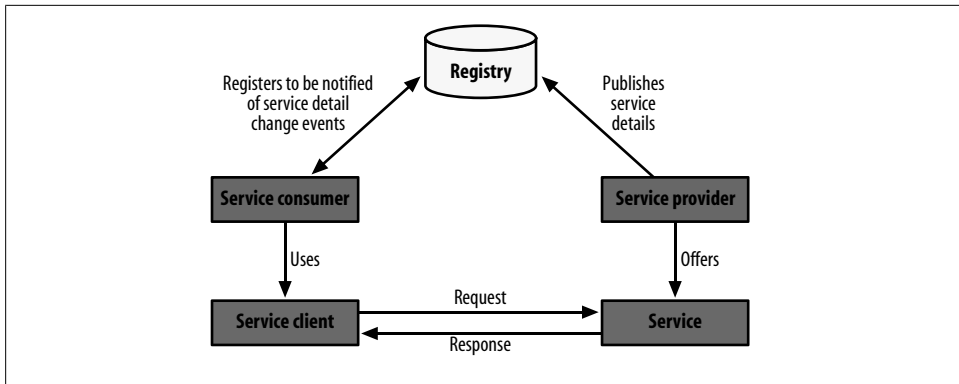 Registry
Registers to be notified
of service detail
change events
Publishes
service
details
Service consumer
Service provider
Uses
Offers
Request
Service client
Service
Response